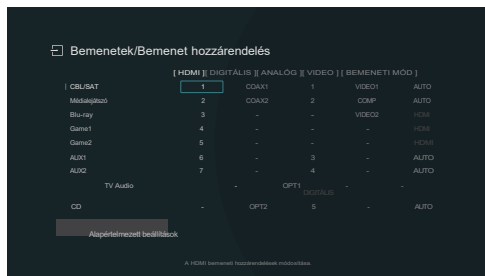 Bemenetek/Bemenet hozzárendelés
[ HDMI ][ DIGITÁLIS ][ ANALÓG ][ VIDEO ] [ BEMENETI MÓD ]
CBL/SAT 1 COAX1 1 VIDEO1 AUTO
Médialejátszó 2 COAX2 2 COMP AUTO
Blu-ray 3 - - VIDEO2 HDMI
Game1 4 - - - HDMI
Game2 5 - - - HDMI
AUX1 6 - 3 - AUTO
AUX2 7 - 4 - AUTO
TV Audio - OPT1 - -
DIGITÁLIS
CD - OPT2 5 - AUTO
Alapértelmezett beállítások
A HDMI bemeneti hozzárendelések módosítása.